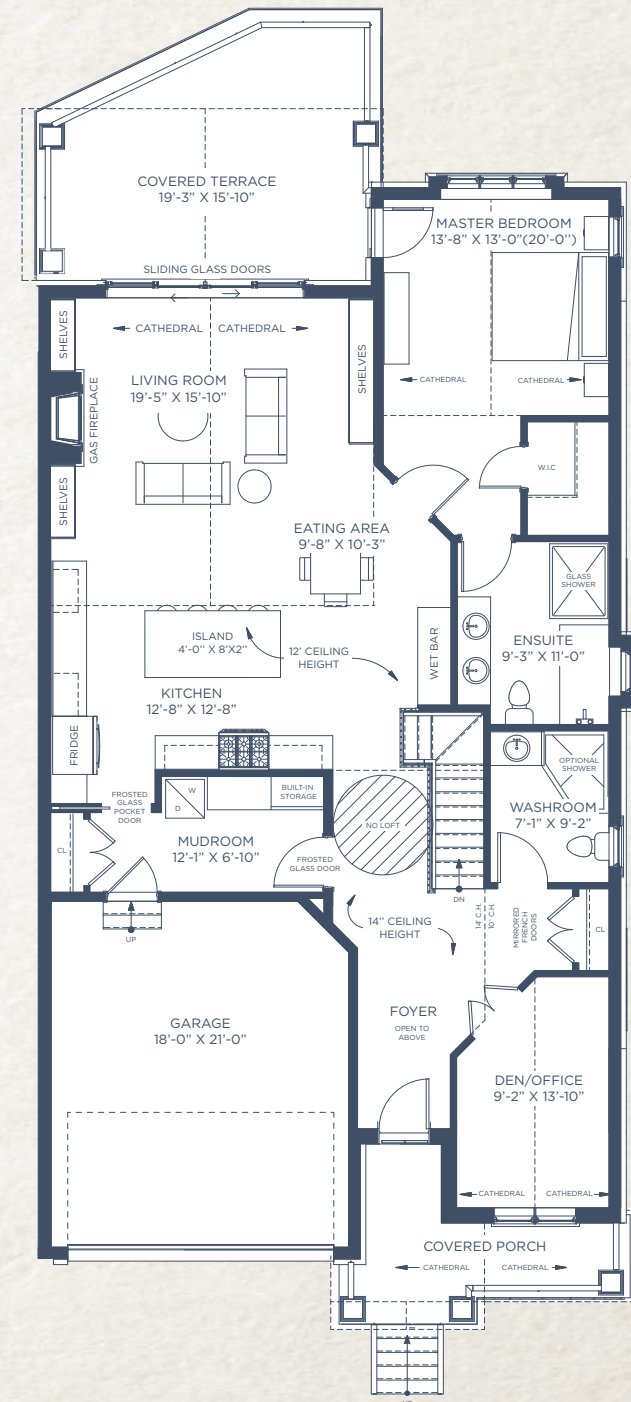 COVERED TERRACE
19'-3" X 15'-10"
SLIDING GLASS DOORS
MASTER BEDROOM
13'-8" X 13'-0"(20'-0")
CATHEDRAL
CATHEDRAL
SHELVES
CATHEDRAL
CATHEDRAL
LIVING ROOM
19'-5" X 15'-10"
SHELVES
GAS FIREPLACE
SHELVES
W.I.C
EATING AREA
9'-8" X 10'-3"
GLASS
SHOWER
ENSUITE
9'-3" X 11'-0"
ISLAND
4'-0" X 8'X2"
12' CEILING
HEIGHT
WET BAR
KITCHEN
12'-8" X 12'-8"
FRIDGE
OPTIONAL
SHOWER
WASHROOM
7'-1" X 9'-2"
FROSTED
GLASS
POCKET
DOOR
W
D
BUILT-IN
STORAGE
MUDROOM
12'-1" X 6'-10"
FROSTED
GLASS DOOR
NO LOFT
CL
DN
UP
14" CEILING
HEIGHT
14' C.H.
10' C.H.
MIRRORED
FRENCH
DOORS
CL
FOYER
OPEN TO
ABOVE
GARAGE
18'-0" X 21'-0"
DEN/OFFICE
9'-2" X 13'-10"
CATHEDRAL
CATHEDRAL
COVERED PORCH
CATHEDRAL
CATHEDRAL